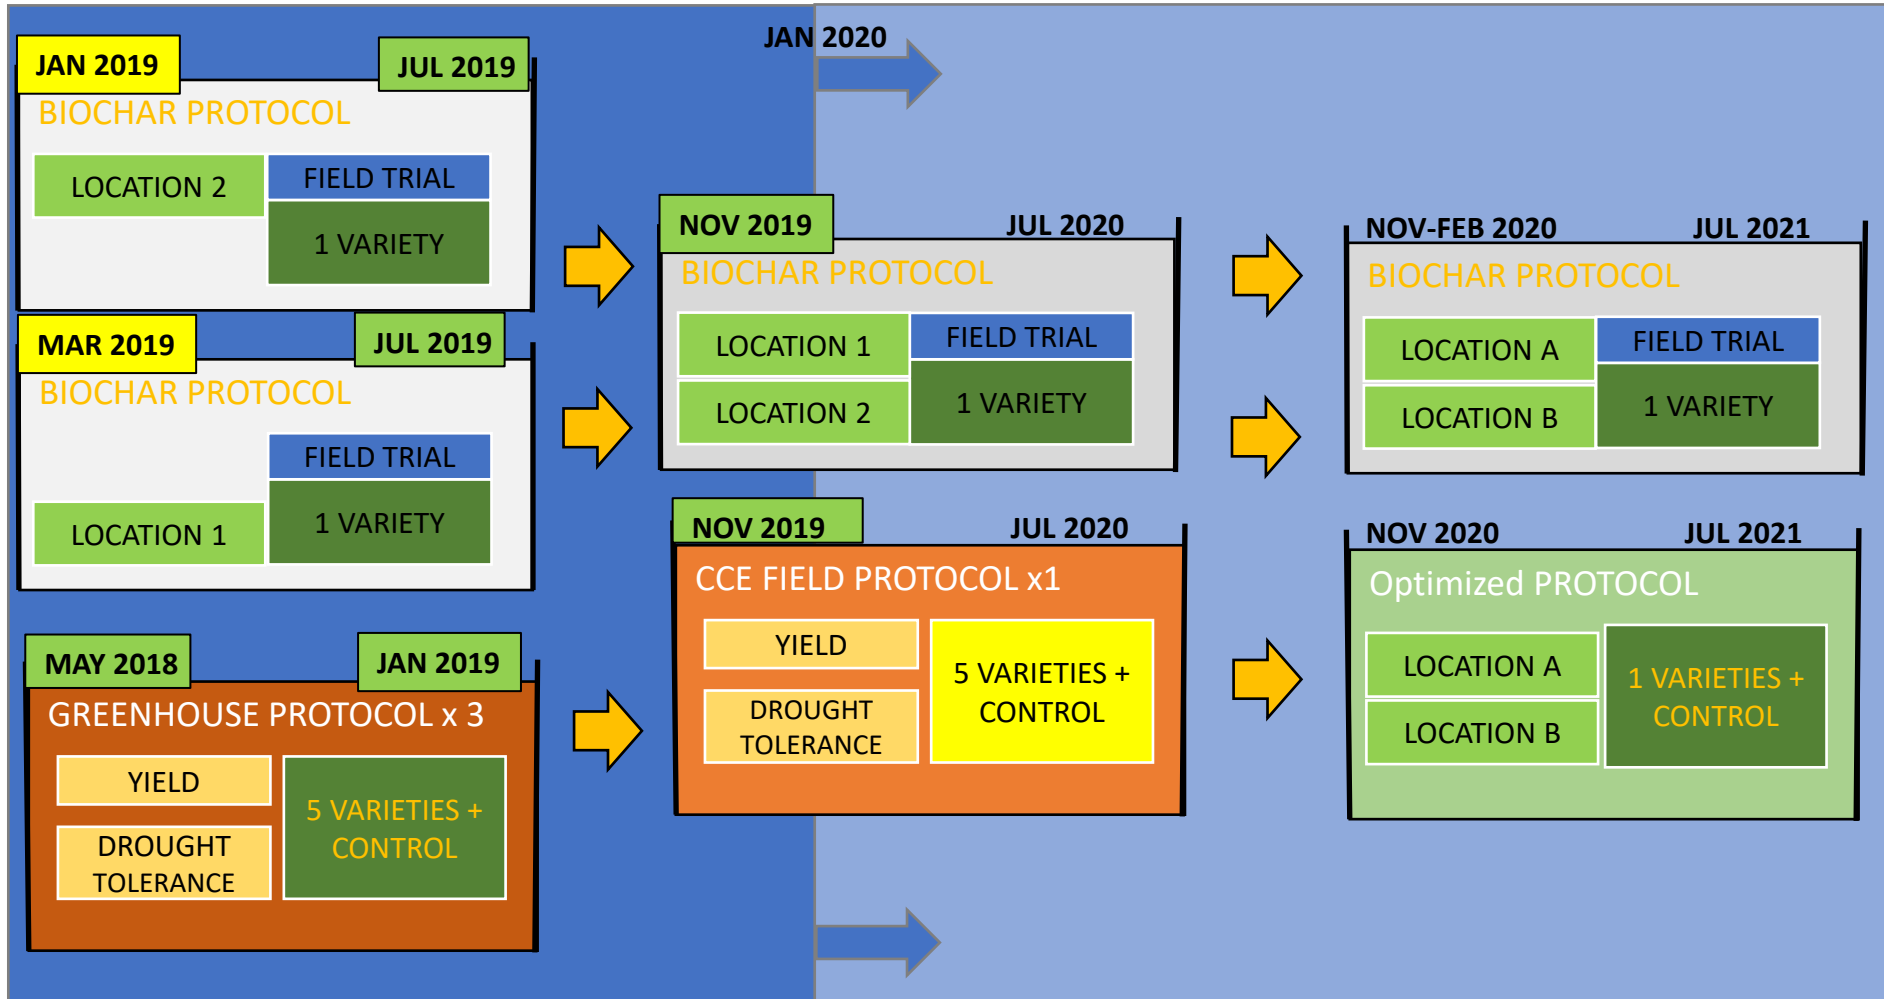 JAN 2020
JAN 2019
JUL 2019
BIOCHAR PROTOCOL
LOCATION 2
FIELD TRIAL
1 VARIETY
MAR 2019
JUL 2019
BIOCHAR PROTOCOL
FIELD TRIAL
LOCATION 1
1 VARIETY
MAY 2018
JAN 2019
GREENHOUSE PROTOCOL x 3
YIELD
DROUGHT
TOLERANCE
5 VARIETIES +
CONTROL
NOV 2019
JUL 2020
BIOCHAR PROTOCOL
LOCATION 1
LOCATION 2
FIELD TRIAL
1 VARIETY
NOV 2019
JUL 2020
CCE FIELD PROTOCOL x1
YIELD
DROUGHT
TOLERANCE
5 VARIETIES +
CONTROL
NOV-FEB 2020
JUL 2021
BIOCHAR PROTOCOL
LOCATION A
LOCATION B
FIELD TRIAL
1 VARIETY
NOV 2020
JUL 2021
Optimized PROTOCOL
LOCATION A
LOCATION B
1 VARIETIES +
CONTROL